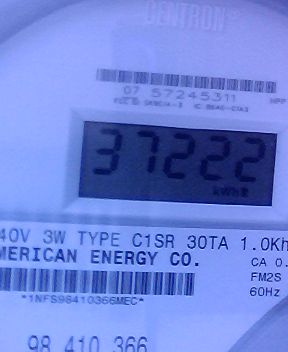 CENTRON®
07 57245311
37222
kWh
40V 3W TYPE C1SR 30TA 1.0Kh
MERICAN ENERGY CO.
CA 0.
FM2S
60Hz
*1NFS98410366MEC*
98 410 366